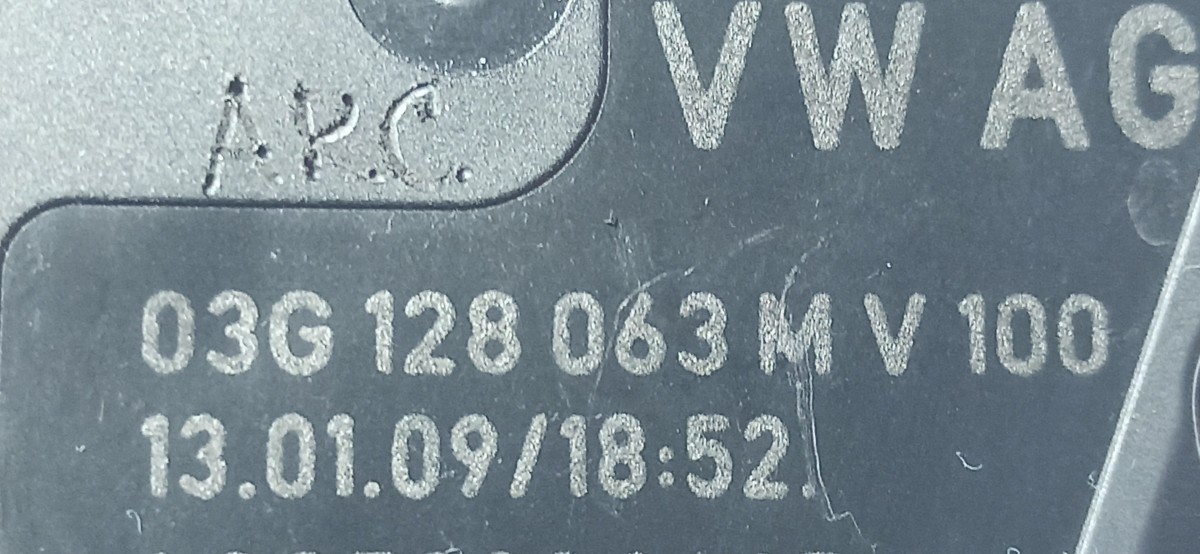 VW AG
A.K.C.
03G 128 063 M V 100
13.01.09/18:52.